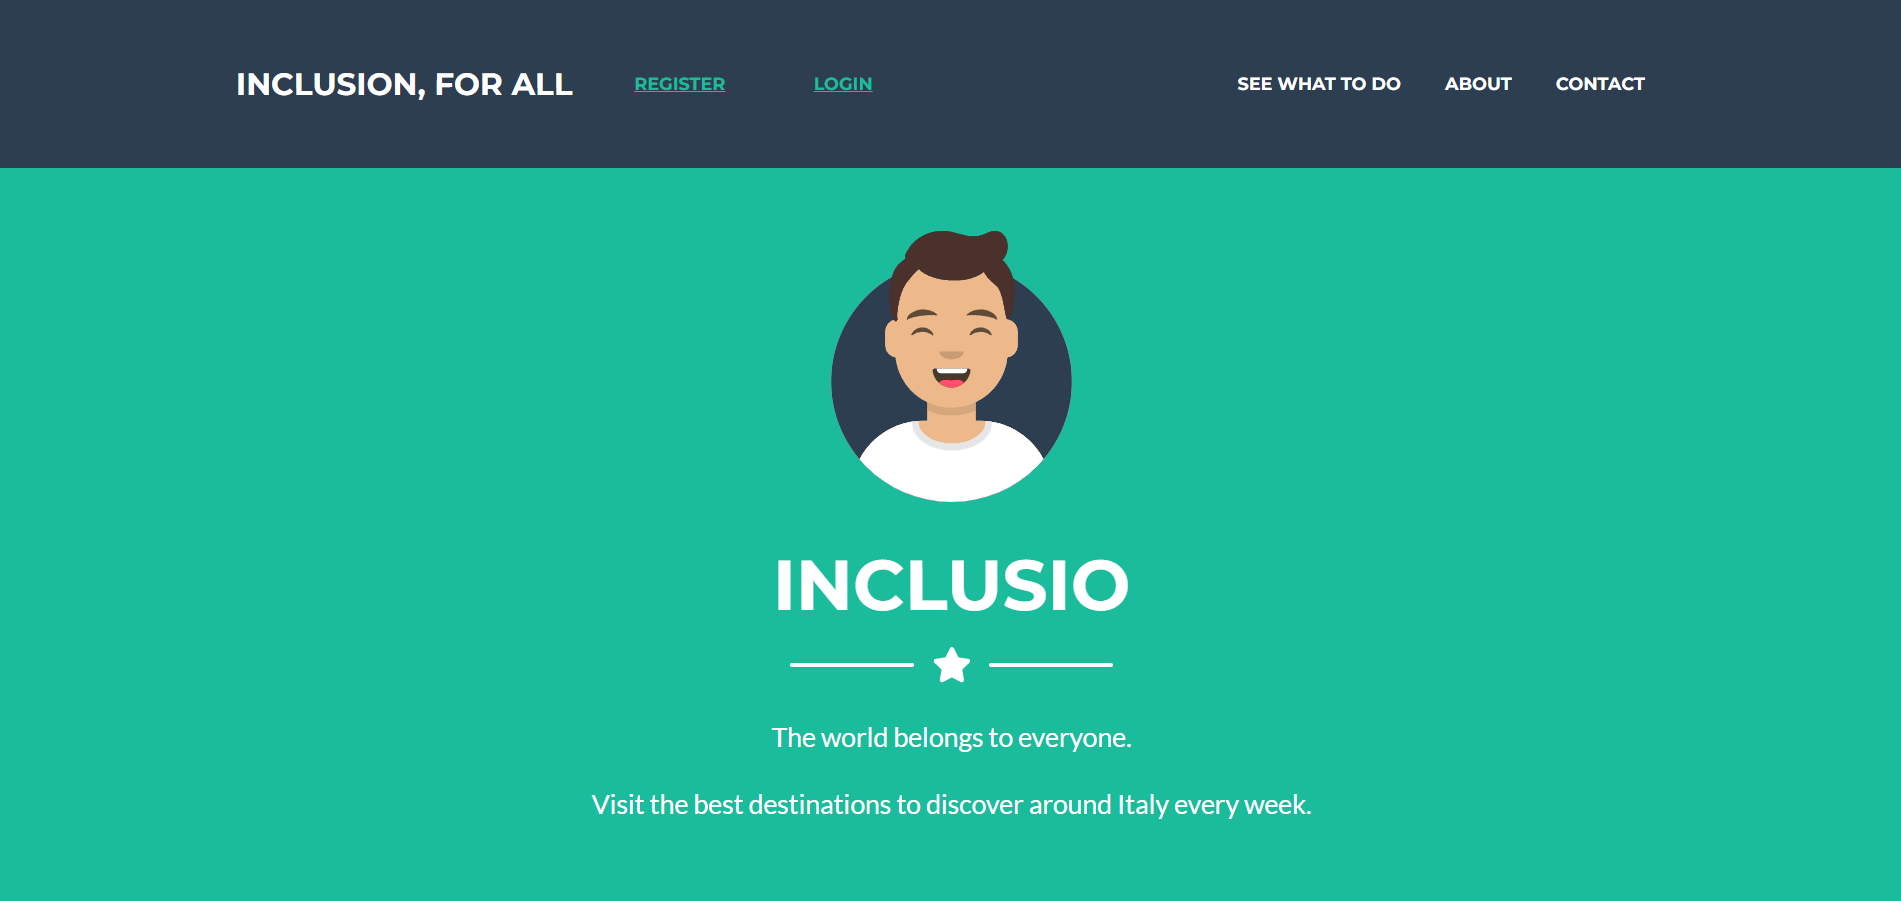 INCLUSION, FOR ALL REGISTER LOGIN SEE WHAT TO DO ABOUT CONTACT
INCLUSIO
The world belongs to everyone.
Visit the best destinations to discover around Italy every week.